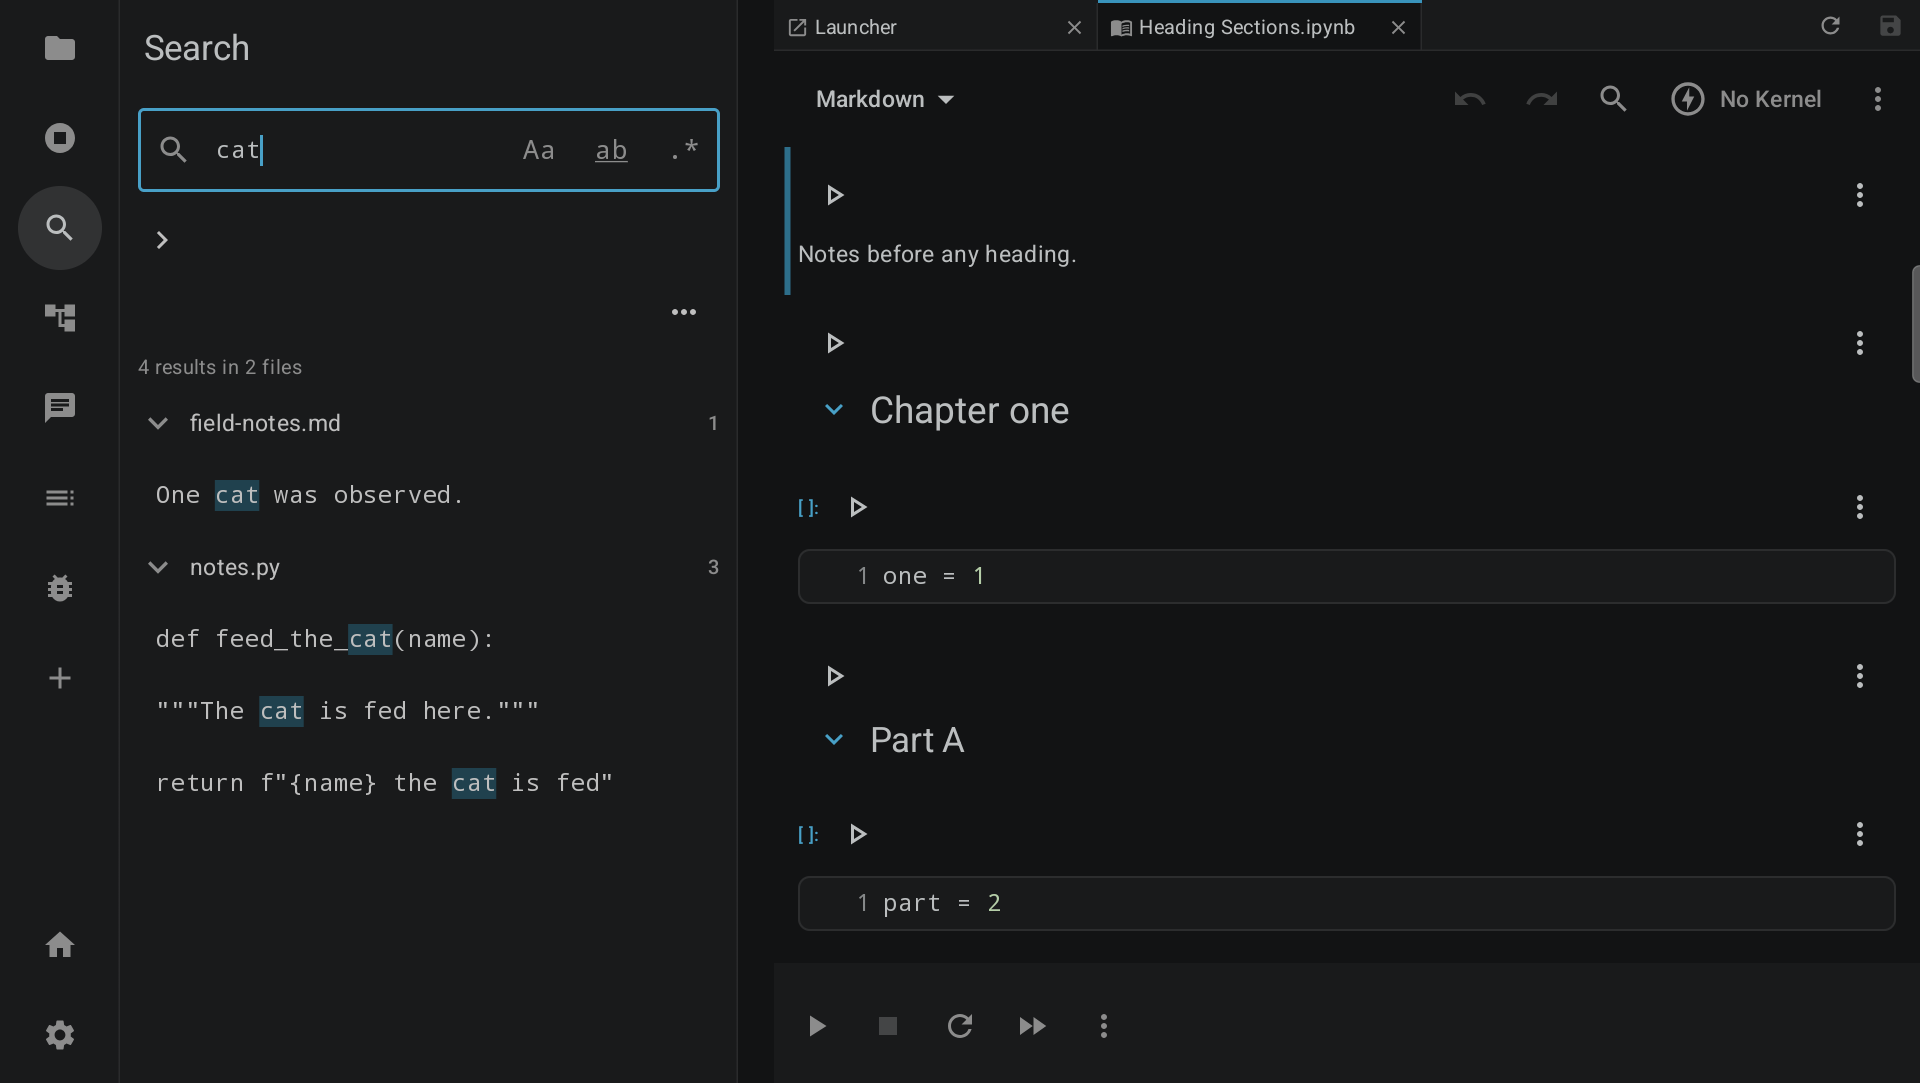 Search
cat
Aa
ab
.*
4 results in 2 files
field-notes.md
1
One cat was observed.
notes.py
3
def feed_the_cat(name):
"""The cat is fed here."""
return f"{name} the cat is fed"
Launcher
Heading Sections.ipynb
Markdown
No Kernel
Notes before any heading.
Chapter one
[ ]:
1 one = 1
Part A
[ ]:
1 part = 2